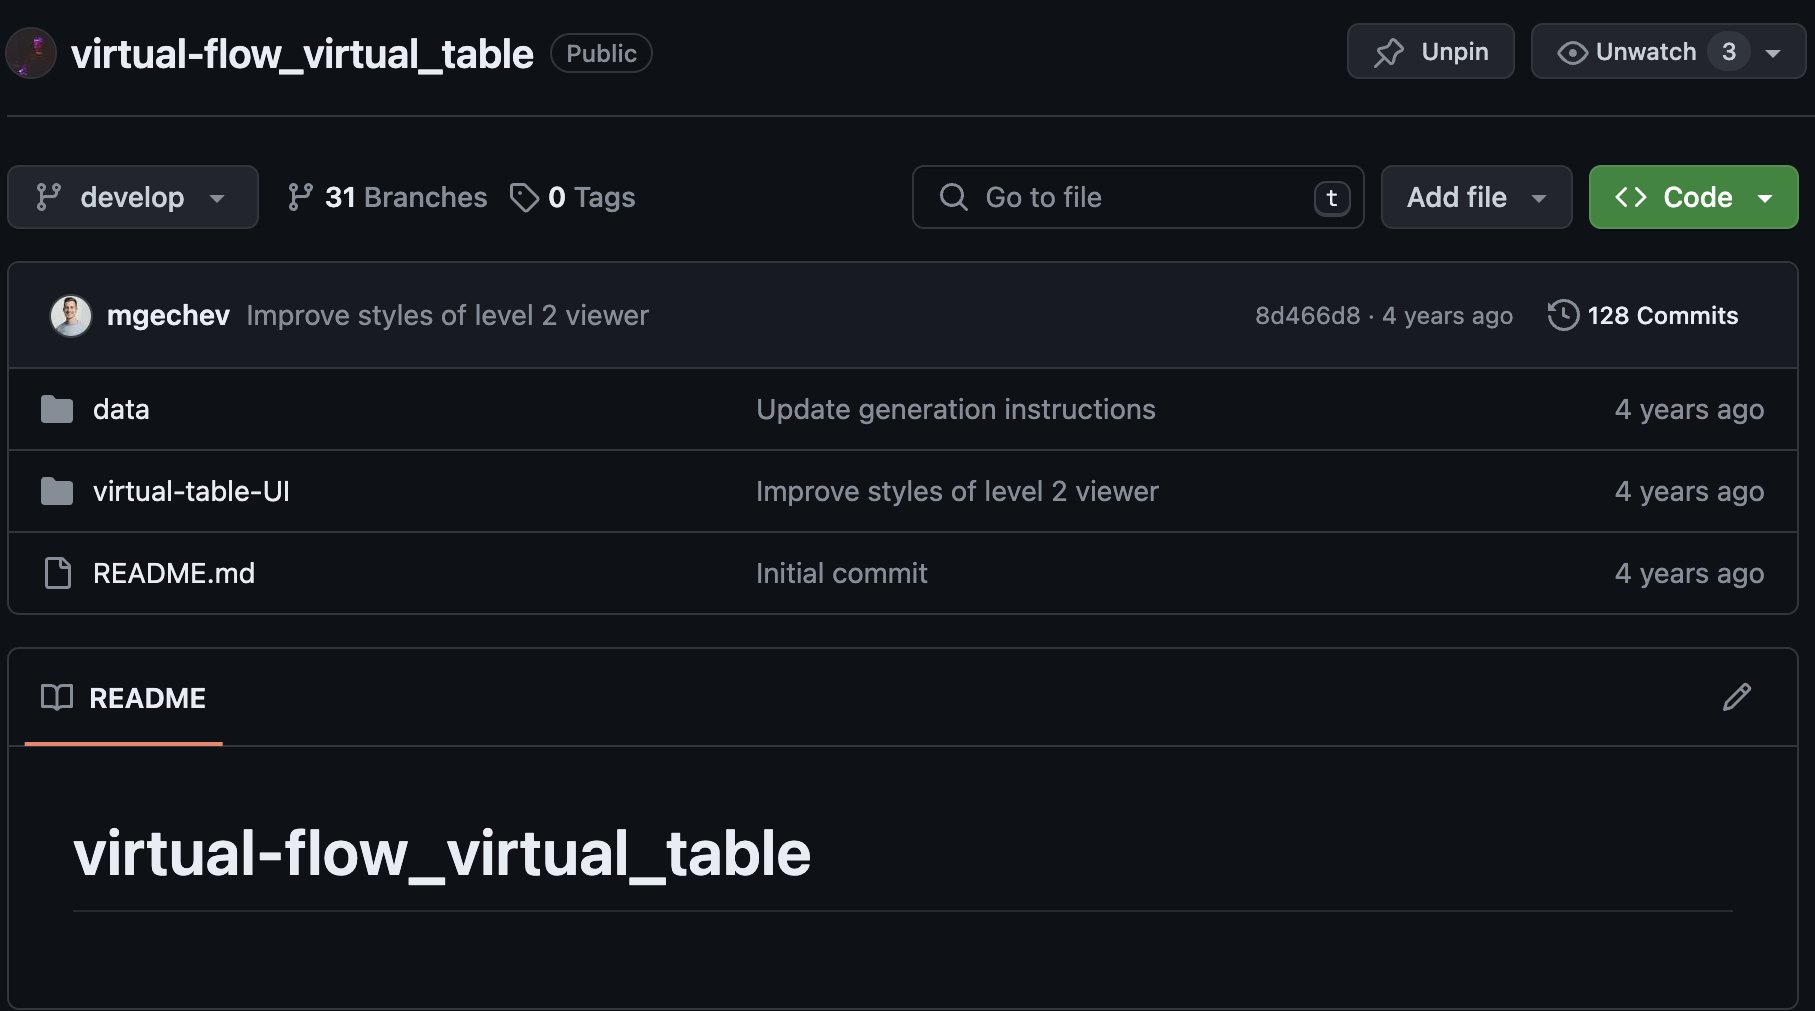 virtual-flow_virtual_table Public Unpin Unwatch 3
develop 31 Branches 0 Tags Go to file t Add file Code
mgechev Improve styles of level 2 viewer 8d466d8 · 4 years ago 128 Commits
data Update generation instructions 4 years ago
virtual-table-UI Improve styles of level 2 viewer 4 years ago
README.md Initial commit 4 years ago
README
virtual-flow_virtual_table